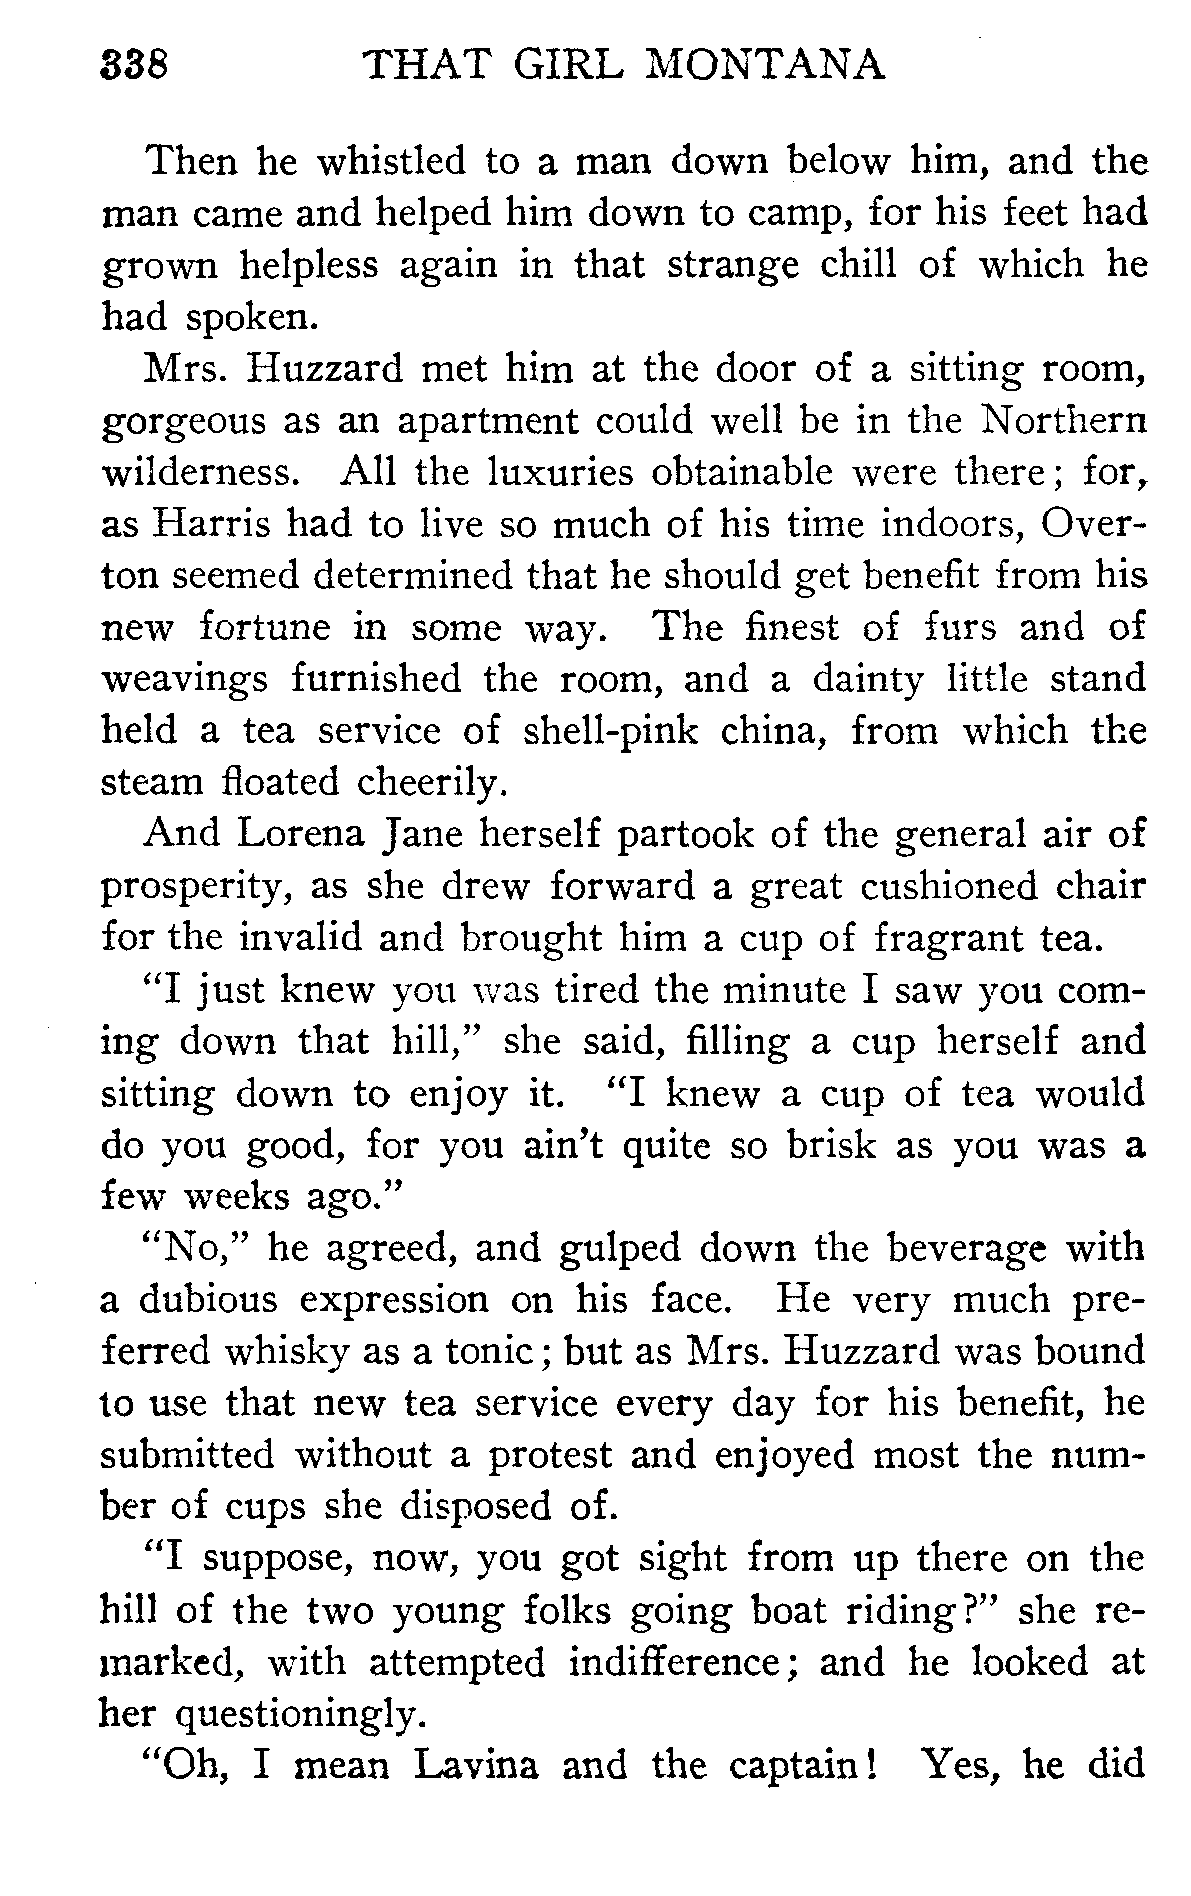 338 THAT GIRL MONTANA
Then he whistled to a man down below him, and the
man came and helped him down to camp, for his feet had
grown helpless again in that strange chill of which he
had spoken.
Mrs. Huzzard met him at the door of a sitting room,
gorgeous as an apartment could well be in the Northern
wilderness. All the luxuries obtainable were there; for,
as Harris had to live so much of his time indoors, Over-
ton seemed determined that he should get benefit from his
new fortune in some way. The finest of furs and of
weavings furnished the room, and a dainty little stand
held a tea service of shell-pink china, from which the
steam floated cheerily.
And Lorena Jane herself partook of the general air of
prosperity, as she drew forward a great cushioned chair
for the invalid and brought him a cup of fragrant tea.
“I just knew you was tired the minute I saw you com-
ing down that hill,” she said, filling a cup herself and
sitting down to enjoy it. “I knew a cup of tea would
do you good, for you ain’t quite so brisk as you was a
few weeks ago.”
“No,” he agreed, and gulped down the beverage with
a dubious expression on his face. He very much pre-
ferred whisky as a tonic; but as Mrs. Huzzard was bound
to use that new tea service every day for his benefit, he
submitted without a protest and enjoyed most the num-
ber of cups she disposed of.
“I suppose, now, you got sight from up there on the
hill of the two young folks going boat riding?” she re-
marked, with attempted indifference; and he looked at
her questioningly.
“Oh, I mean Lavina and the captain! Yes, he did